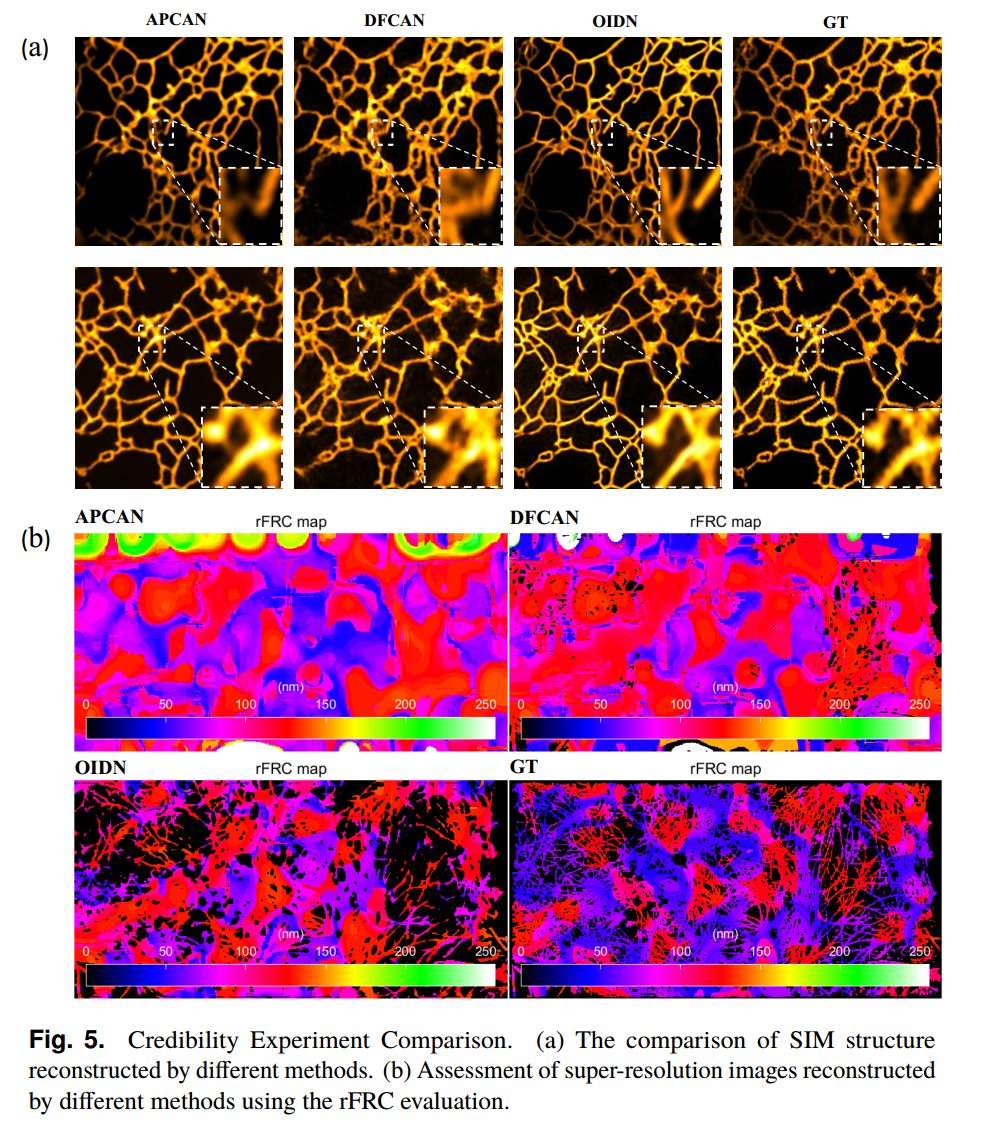 APCAN DFCAN OIDN GT
(a)
APCAN rFRC map DFCAN rFRC map
(b)
(nm) (nm)
0 50 100 150 200 250 0 50 100 150 200 250
OIDN rFRC map GT rFRC map
(nm) (nm)
0 50 100 150 200 250 0 50 100 150 200 250
Fig. 5. Credibility Experiment Comparison. (a) The comparison of SIM structure
reconstructed by different methods. (b) Assessment of super-resolution images reconstructed
by different methods using the rFRC evaluation.